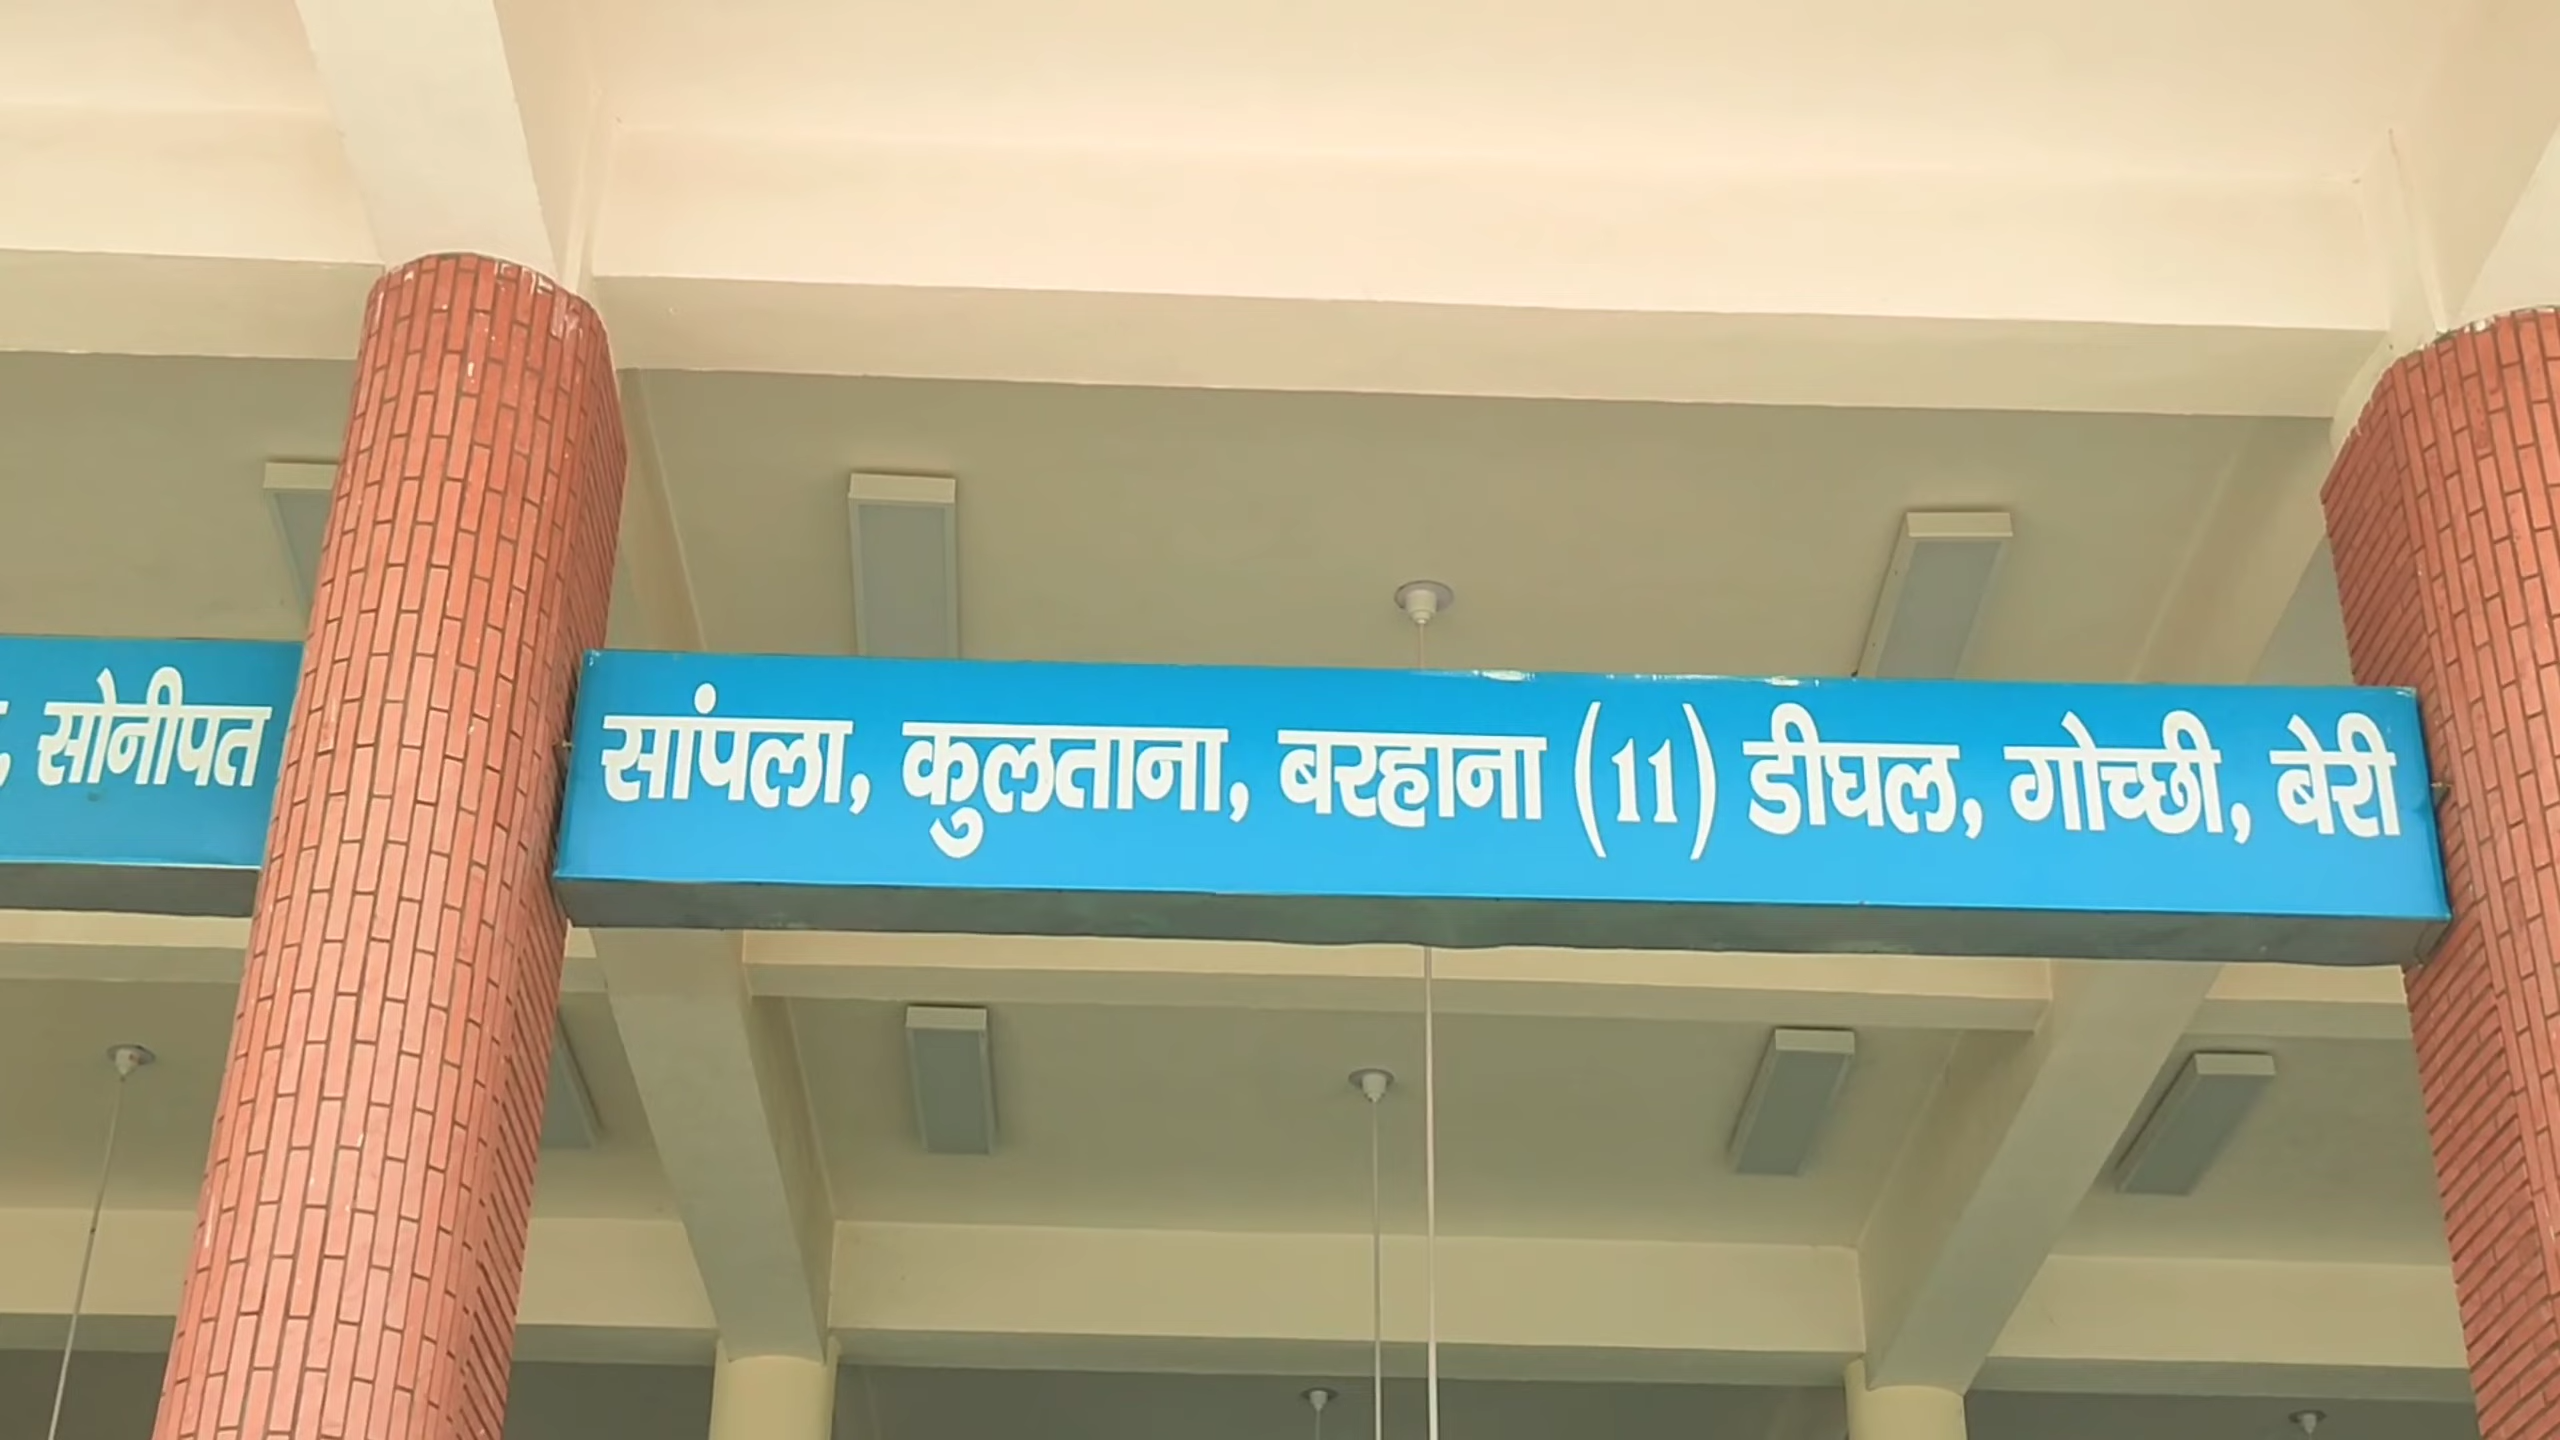 , सोनीपत
सांपला, कुलताना, बरहाना (11) डीघल, गोच्छी, बेरी